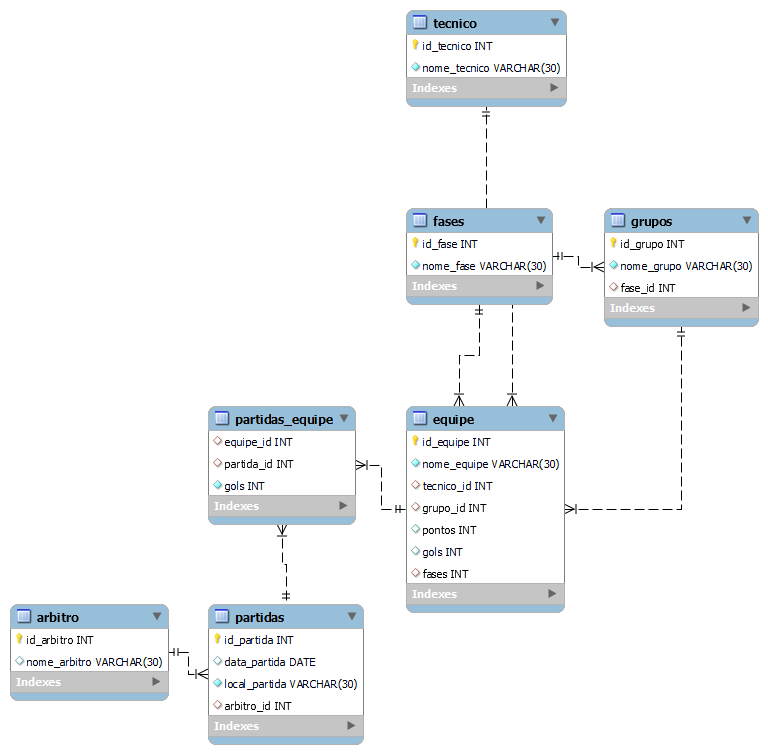 tecnico
id_tecnico INT
nome_tecnico VARCHAR(30)
Indexes
fases
id_fase INT
nome_fase VARCHAR(30)
Indexes
grupos
id_grupo INT
nome_grupo VARCHAR(30)
fase_id INT
Indexes
partidas_equipe
equipe_id INT
partida_id INT
gols INT
Indexes
equipe
id_equipe INT
nome_equipe VARCHAR(30)
tecnico_id INT
grupo_id INT
pontos INT
gols INT
fases INT
Indexes
arbitro
id_arbitro INT
nome_arbitro VARCHAR(30)
Indexes
partidas
id_partida INT
data_partida DATE
local_partida VARCHAR(30)
arbitro_id INT
Indexes